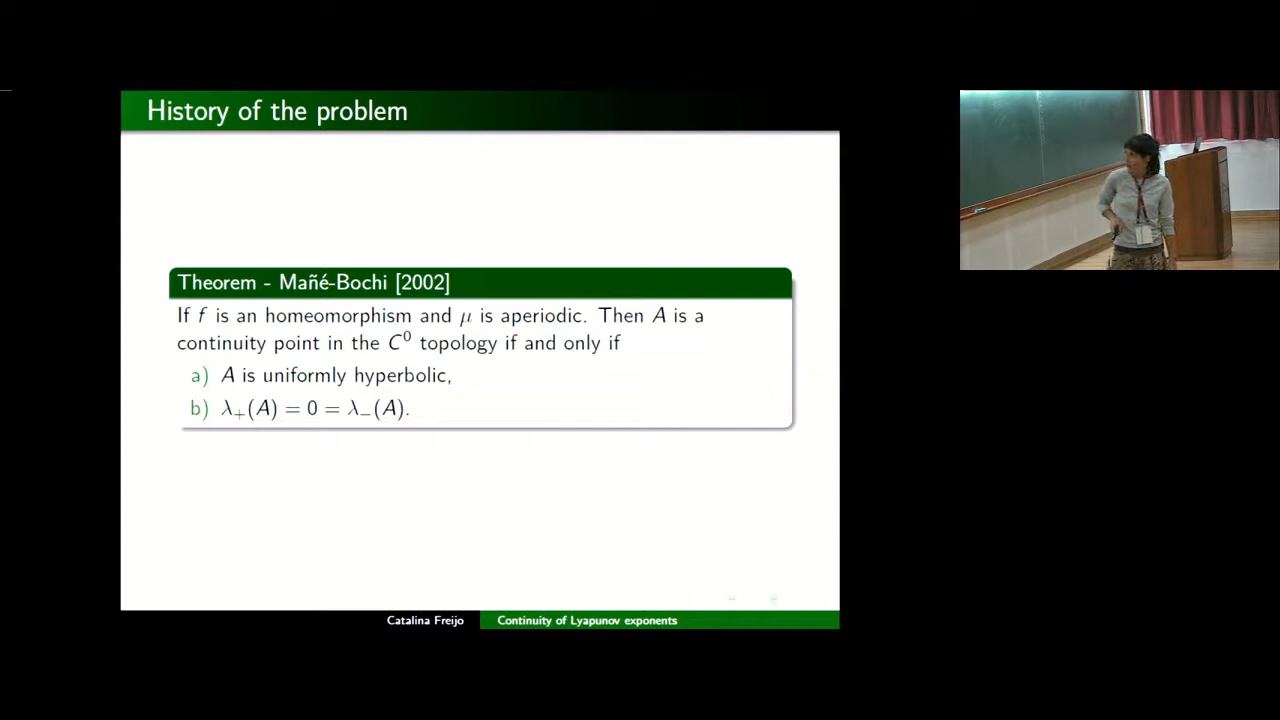 History of the problem
Theorem - Mañé-Bochi [2002]
If f is an homeomorphism and μ is aperiodic. Then A is a
continuity point in the C⁰ topology if and only if
a) A is uniformly hyperbolic,
b) λ₊(A) = 0 = λ₋(A).
Catalina Freijo
Continuity of Lyapunov exponents